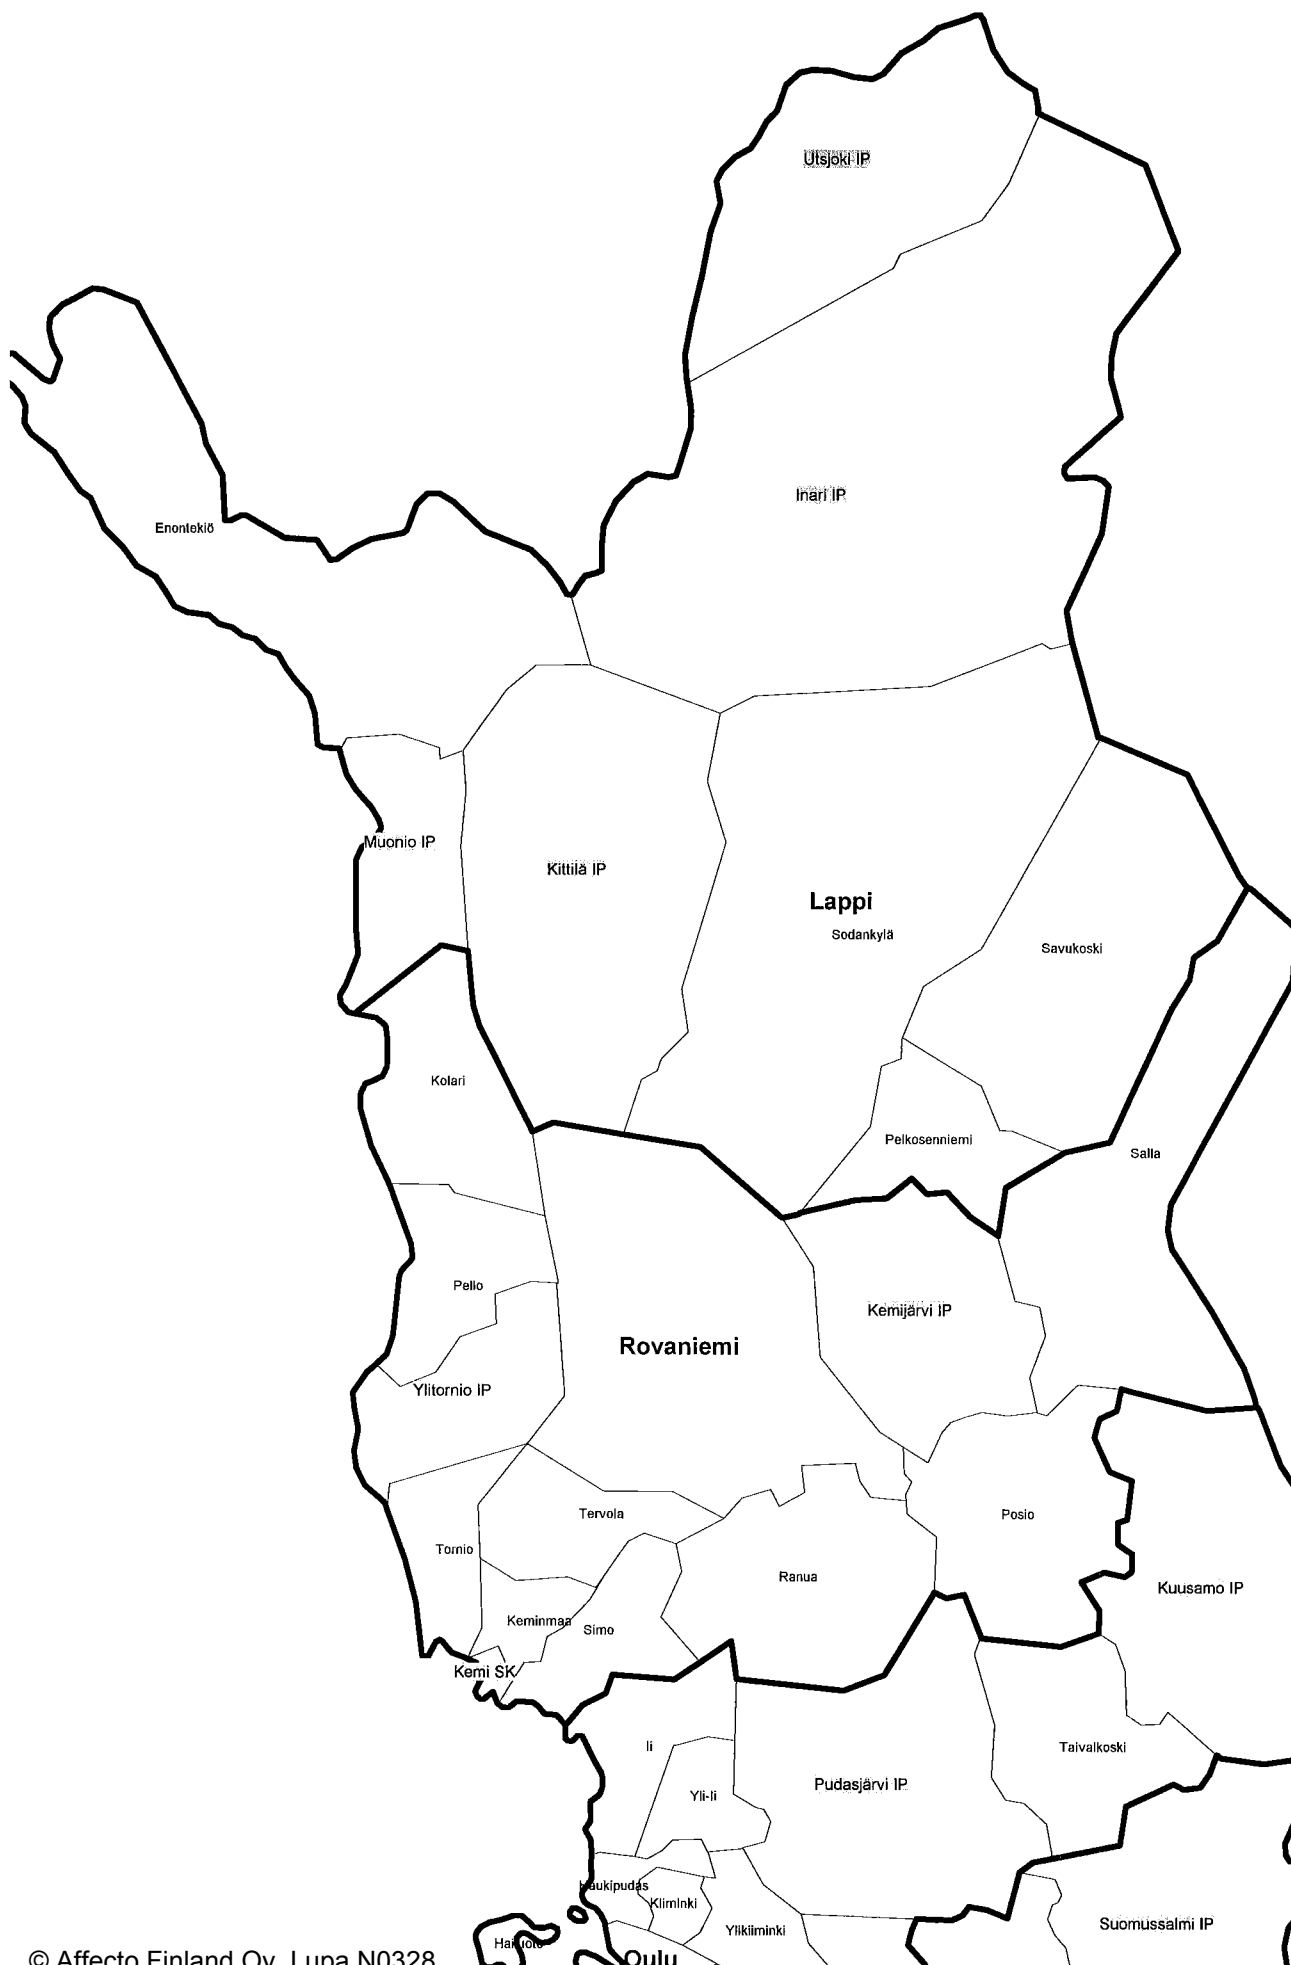 Utsjoki IP
Inari IP
Enontekiö
Muonio IP
Kittilä IP
Lappi
Sodankylä
Savukoski
Kolari
Pelkosenniemi
Salla
Pello
Kemijärvi IP
Rovaniemi
Ylitornio IP
Tervola
Posio
Tornio
Ranua
Kuusamo IP
Keminmaa
Simo
Kemi SK
Ii
Taivalkoski
Pudasjärvi IP
Yli-Ii
Haukipudas
Kiiminki
Suomussalmi IP
Ylikiiminki
Hailuoto
Oulu
© Affecto Finland Oy, Lupa N0328